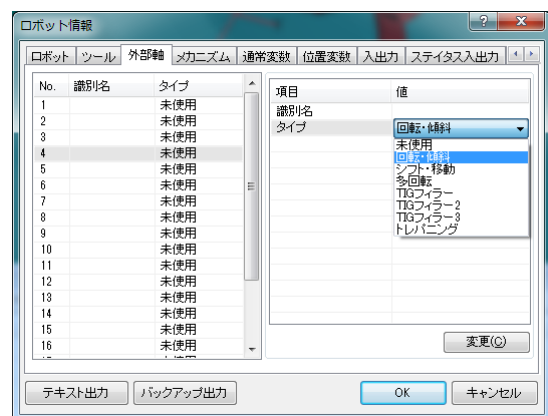 ロボット情報
ロボット ツール 外部軸 メカニズム 通常変数 位置変数 入出力 ステイタス入出力
No. 識別名 タイプ
1 未使用
2 未使用
3 未使用
4 未使用
5 未使用
6 未使用
7 未使用
8 未使用
9 未使用
10 未使用
11 未使用
12 未使用
13 未使用
14 未使用
15 未使用
16 未使用
項目 値
識別名
タイプ 回転・傾斜
未使用
回転・傾斜
シフト・移動
多回転
TIGフィラー
TIGフィラー2
TIGフィラー3
トレパニング
変更(C)
テキスト出力 バックアップ出力 OK キャンセル